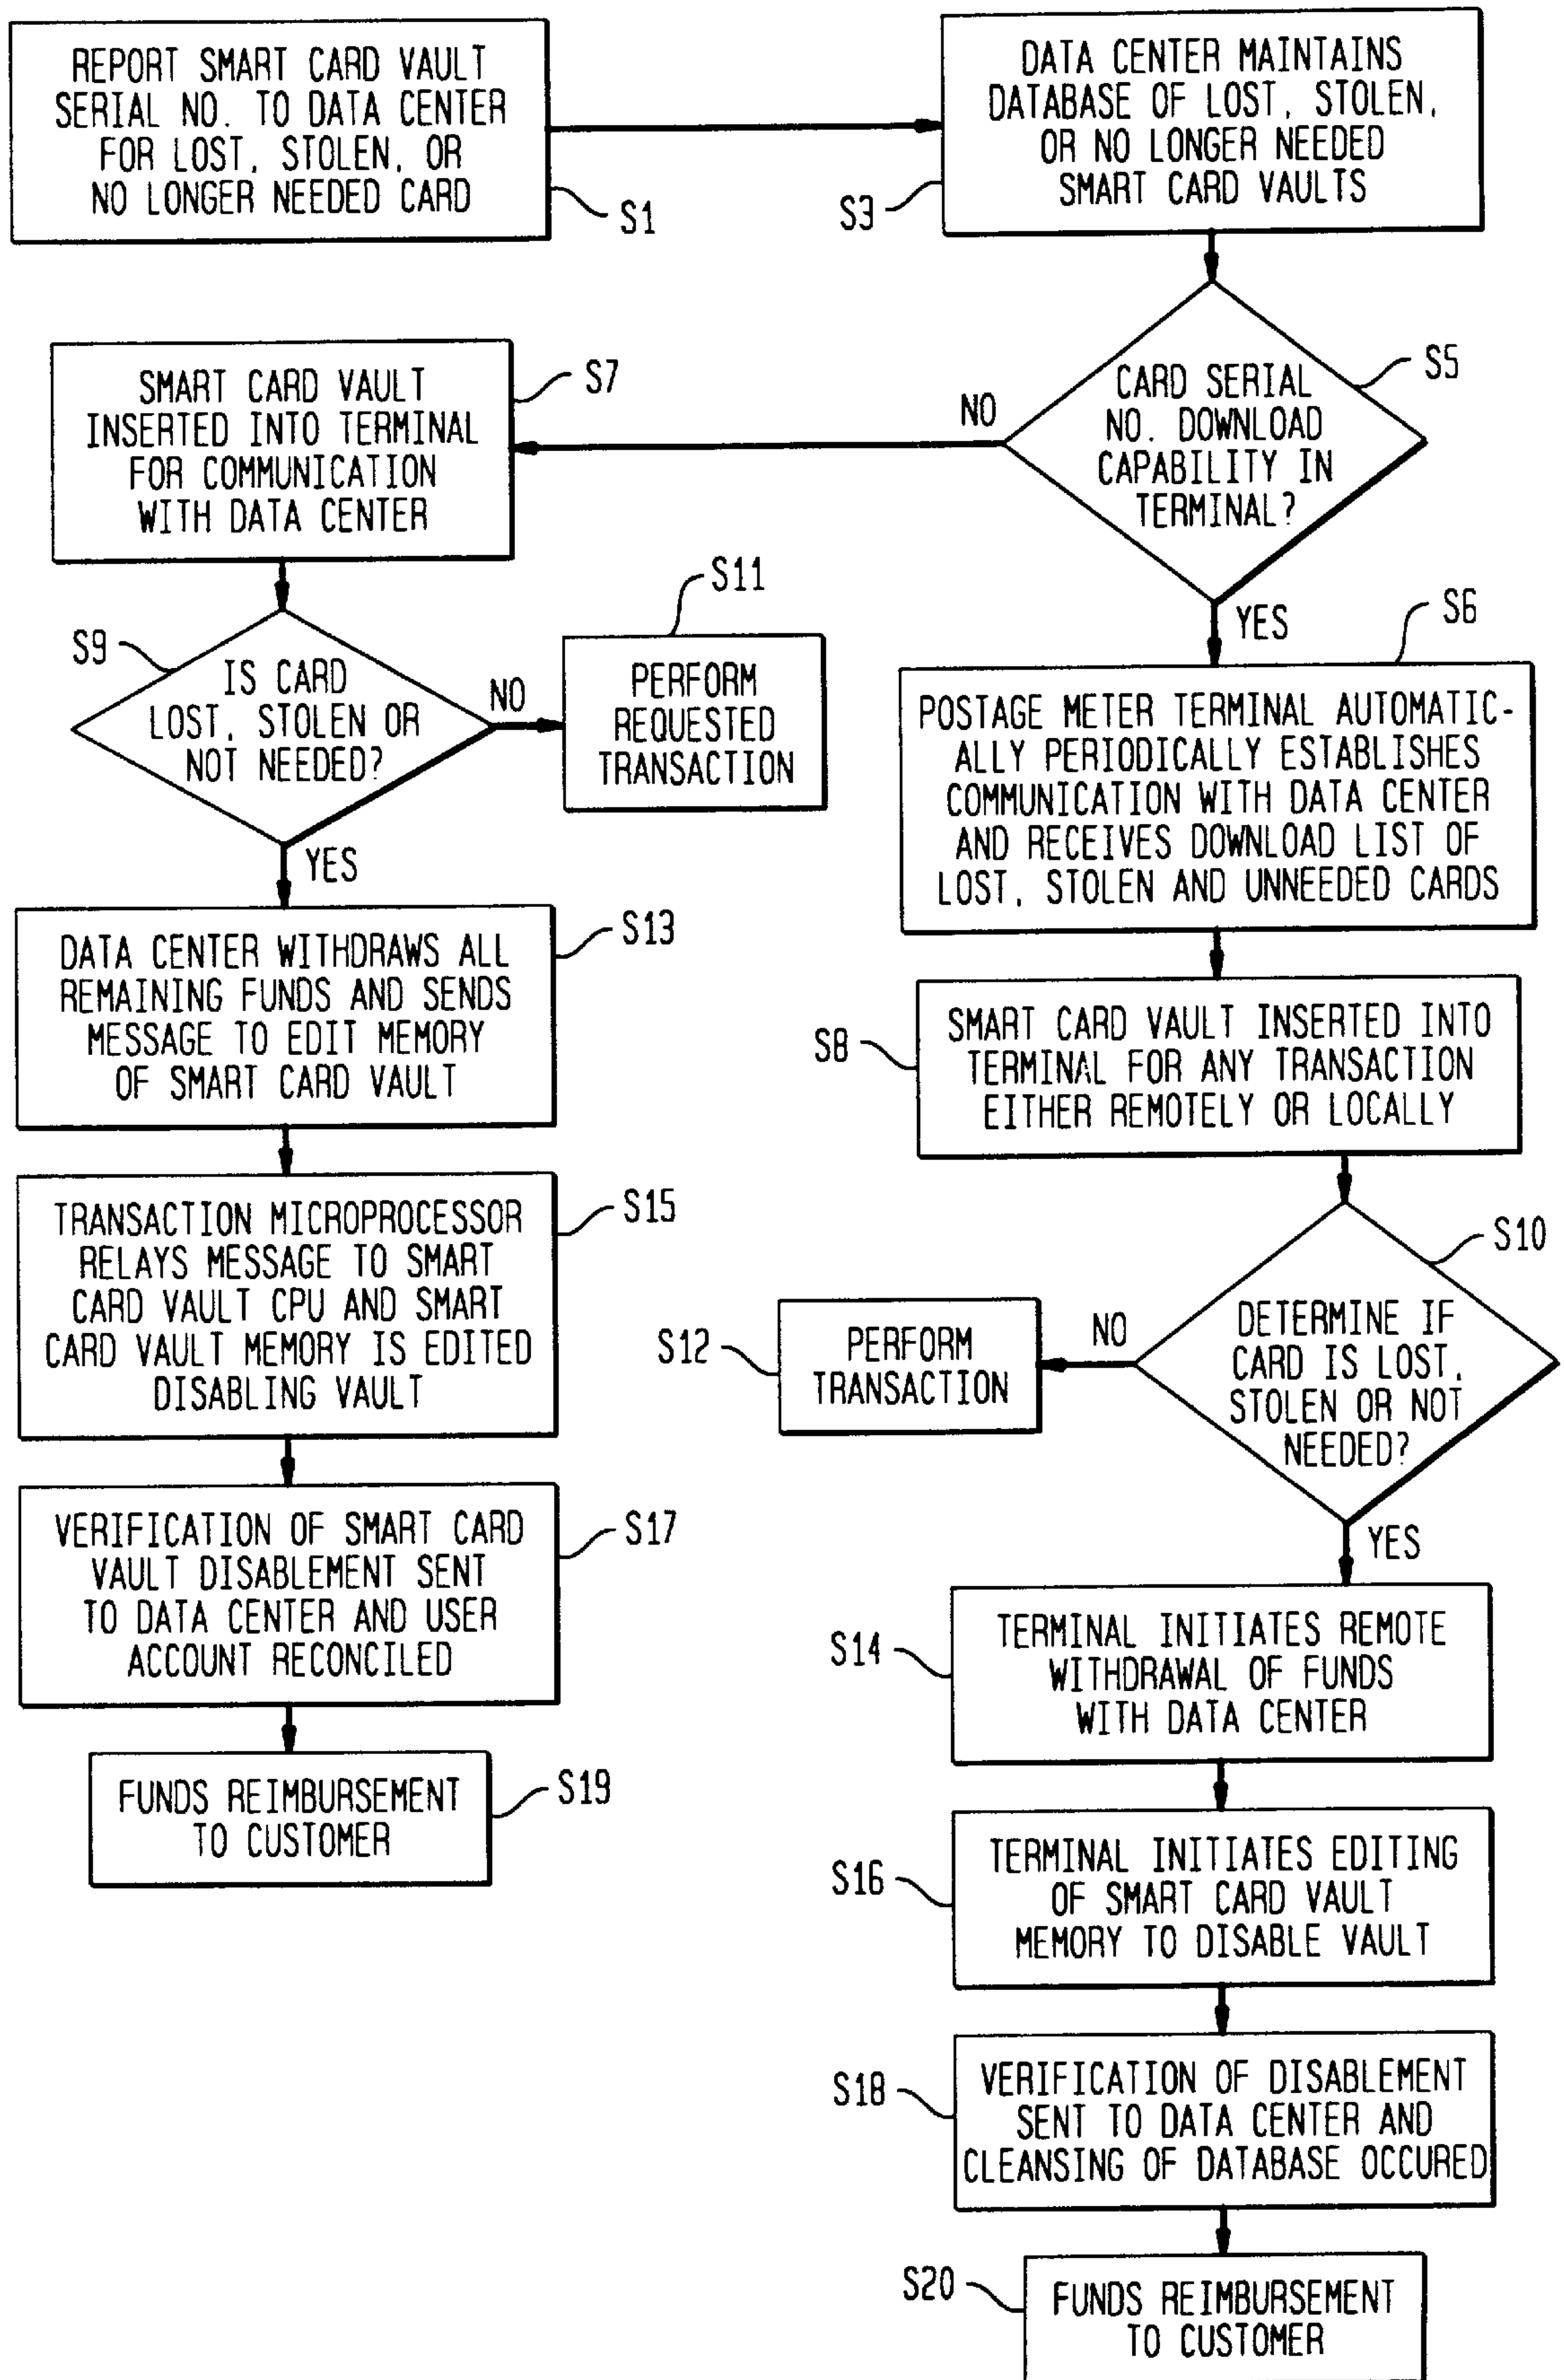 REPORT SMART CARD VAULT
SERIAL NO. TO DATA CENTER
FOR LOST, STOLEN, OR
NO LONGER NEEDED CARD
S1
DATA CENTER MAINTAINS
DATABASE OF LOST, STOLEN,
OR NO LONGER NEEDED
SMART CARD VAULTS
S3
CARD SERIAL
NO. DOWNLOAD
CAPABILITY IN
TERMINAL?
S5
NO
YES
SMART CARD VAULT
INSERTED INTO TERMINAL
FOR COMMUNICATION
WITH DATA CENTER
S7
S9
IS CARD
LOST, STOLEN OR
NOT NEEDED?
NO
YES
S11
PERFORM
REQUESTED
TRANSACTION
S13
DATA CENTER WITHDRAWS ALL
REMAINING FUNDS AND SENDS
MESSAGE TO EDIT MEMORY
OF SMART CARD VAULT
S15
TRANSACTION MICROPROCESSOR
RELAYS MESSAGE TO SMART
CARD VAULT CPU AND SMART
CARD VAULT MEMORY IS EDITED
DISABLING VAULT
S17
VERIFICATION OF SMART CARD
VAULT DISABLEMENT SENT
TO DATA CENTER AND USER
ACCOUNT RECONCILED
S19
FUNDS REIMBURSEMENT
TO CUSTOMER
S6
POSTAGE METER TERMINAL AUTOMATIC-
ALLY PERIODICALLY ESTABLISHES
COMMUNICATION WITH DATA CENTER
AND RECEIVES DOWNLOAD LIST OF
LOST, STOLEN AND UNNEEDED CARDS
S8
SMART CARD VAULT INSERTED INTO
TERMINAL FOR ANY TRANSACTION
EITHER REMOTELY OR LOCALLY
S10
DETERMINE IF
CARD IS LOST,
STOLEN OR NOT
NEEDED?
NO
YES
S12
PERFORM
TRANSACTION
S14
TERMINAL INITIATES REMOTE
WITHDRAWAL OF FUNDS
WITH DATA CENTER
S16
TERMINAL INITIATES EDITING
OF SMART CARD VAULT
MEMORY TO DISABLE VAULT
S18
VERIFICATION OF DISABLEMENT
SENT TO DATA CENTER AND
CLEANSING OF DATABASE OCCURED
S20
FUNDS REIMBURSEMENT
TO CUSTOMER